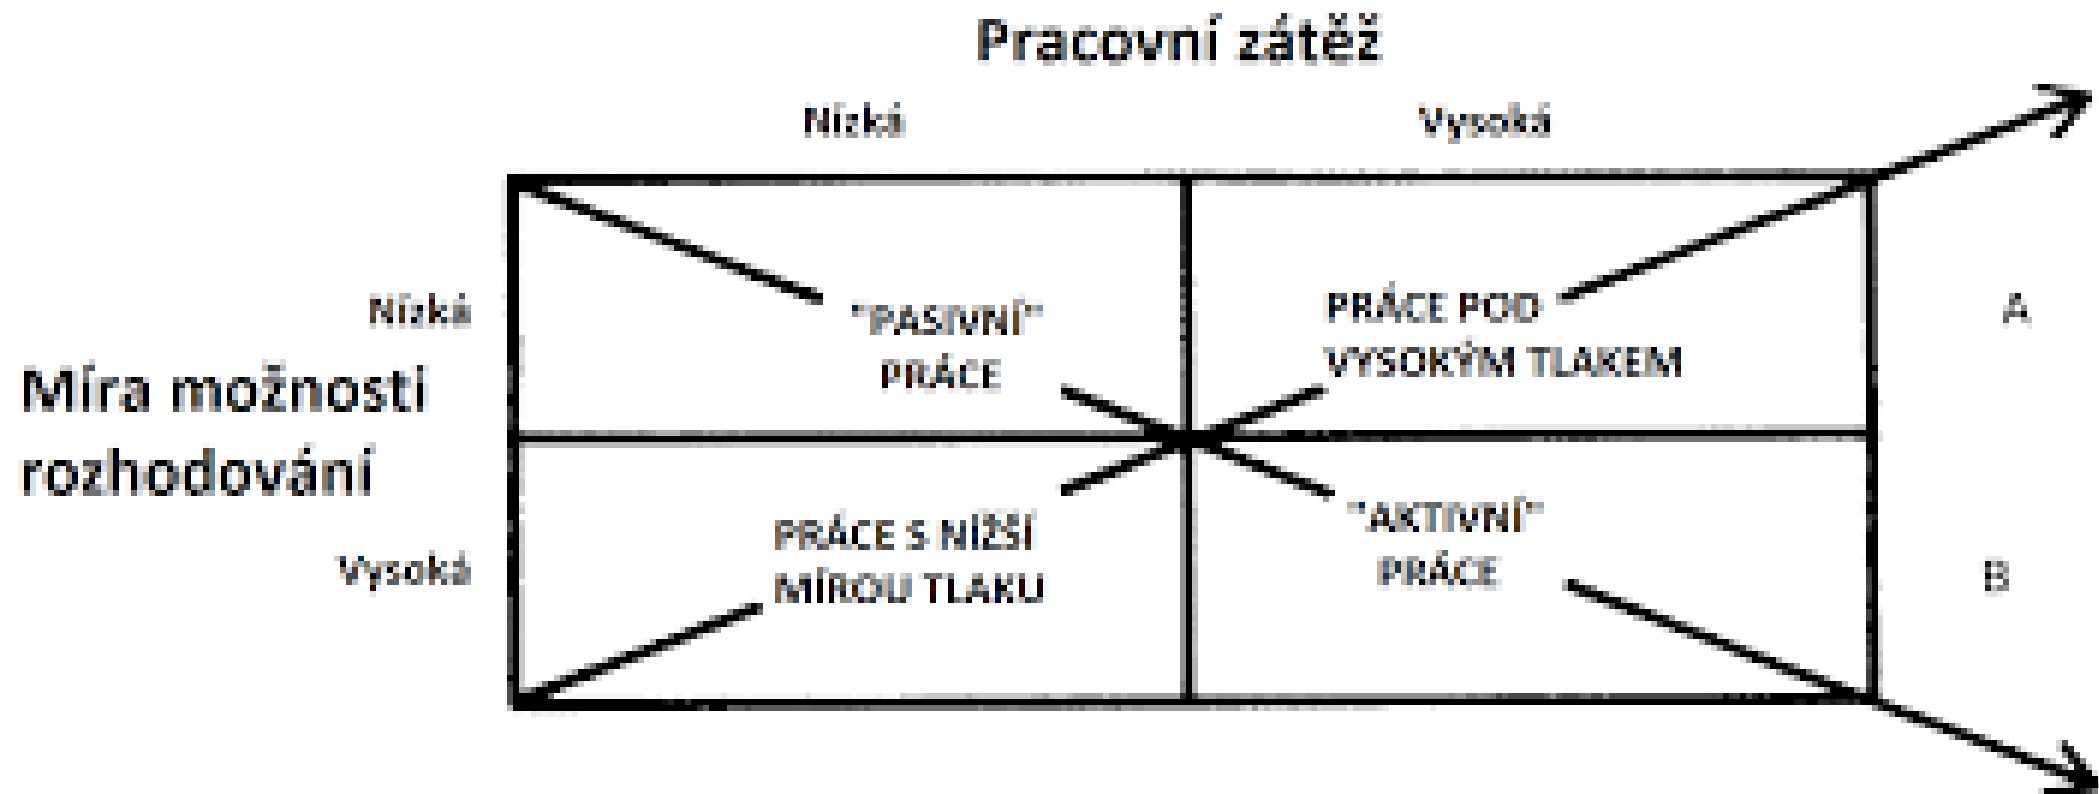 Pracovní zátěž
Nízká Vysoká
Nízká
"PASIVNÍ"
PRÁCE
PRÁCE POD
VYSOKÝM TLAKEM
A
Míra možnosti
rozhodování
Vysoká
PRÁCE S NÍŽŠÍ
MÍROU TLAKU
"AKTIVNÍ"
PRÁCE
B